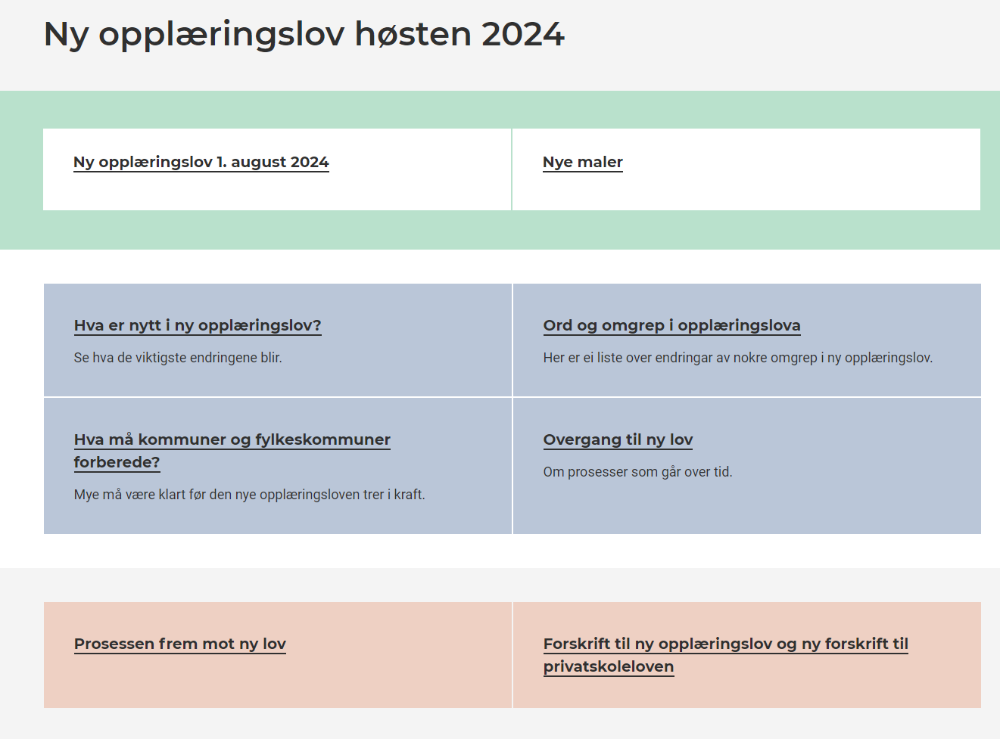 Ny opplæringslov høsten 2024
Ny opplæringslov 1. august 2024
Nye maler
Hva er nytt i ny opplæringslov?
Se hva de viktigste endringene blir.
Ord og omgrep i opplæringslova
Her er ei liste over endringar av nokre omgrep i ny opplæringslov.
Hva må kommuner og fylkeskommuner
forberede?
Mye må være klart før den nye opplæringsloven trer i kraft.
Overgang til ny lov
Om prosesser som går over tid.
Prosessen frem mot ny lov
Forskrift til ny opplæringslov og ny forskrift til
privatskoleloven